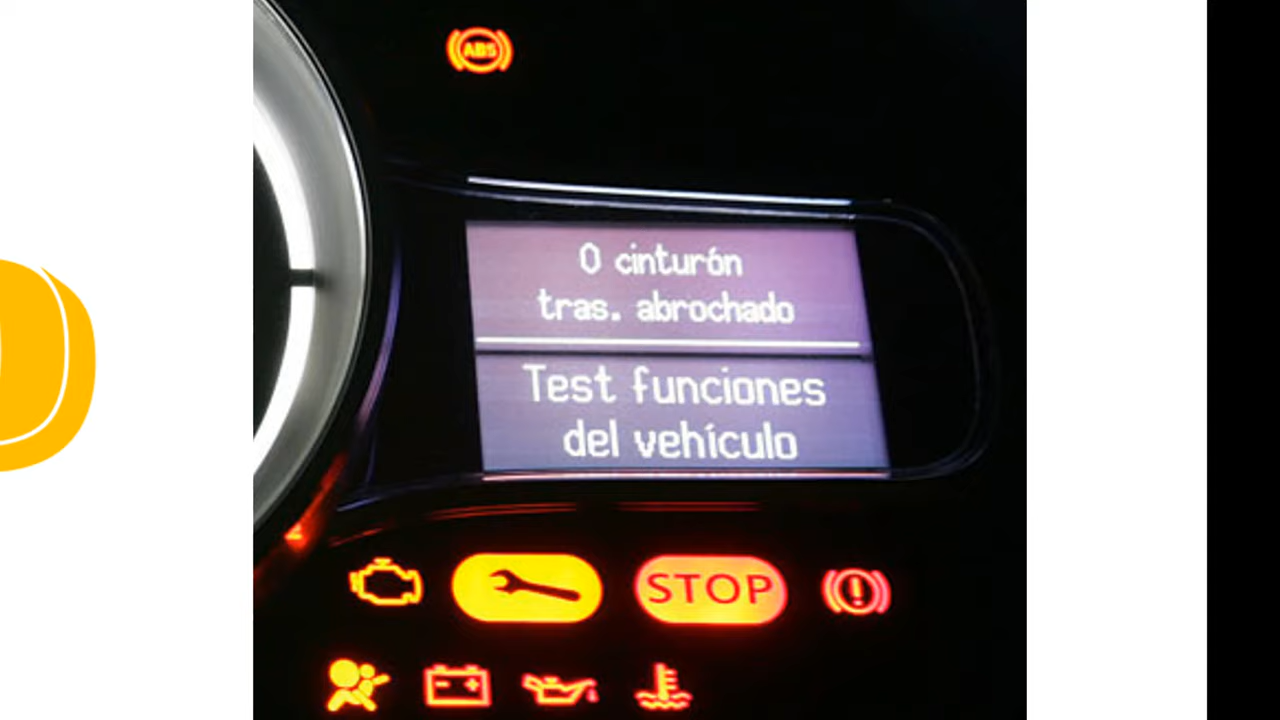 ABS
0 cinturón
tras. abrochado
Test funciones
del vehículo
STOP